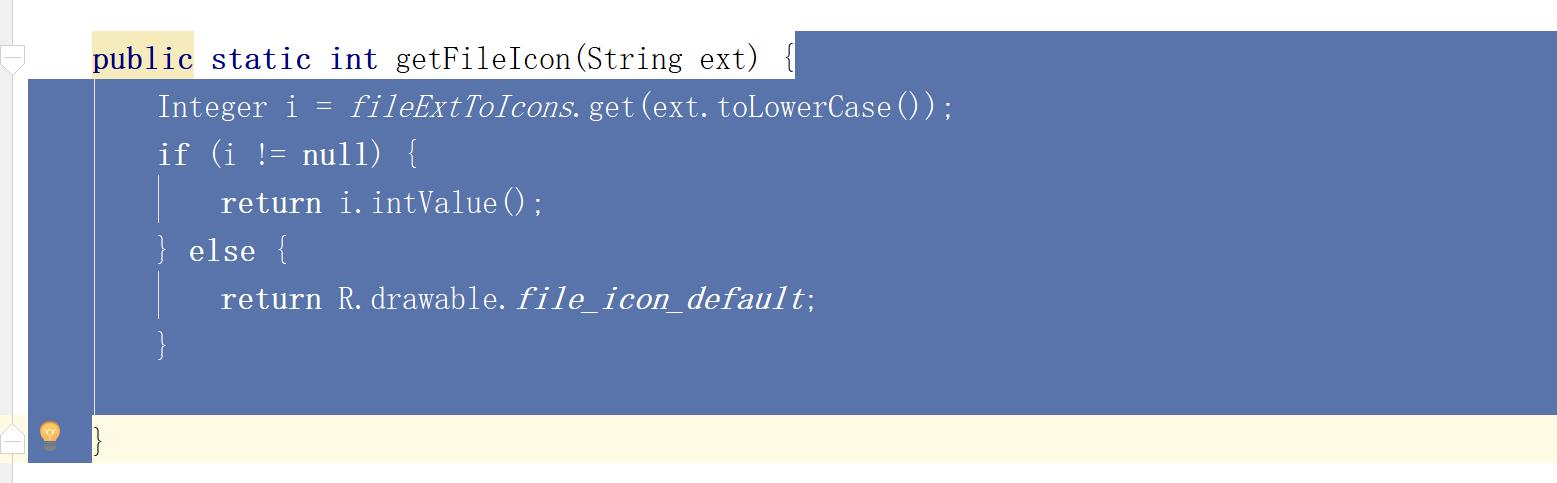 public static int getFileIcon(String ext) {
Integer i = fileExtToIcons.get(ext.toLowerCase());
if (i != null) {
return i.intValue();
} else {
return R.drawable.file_icon_default;
}
}